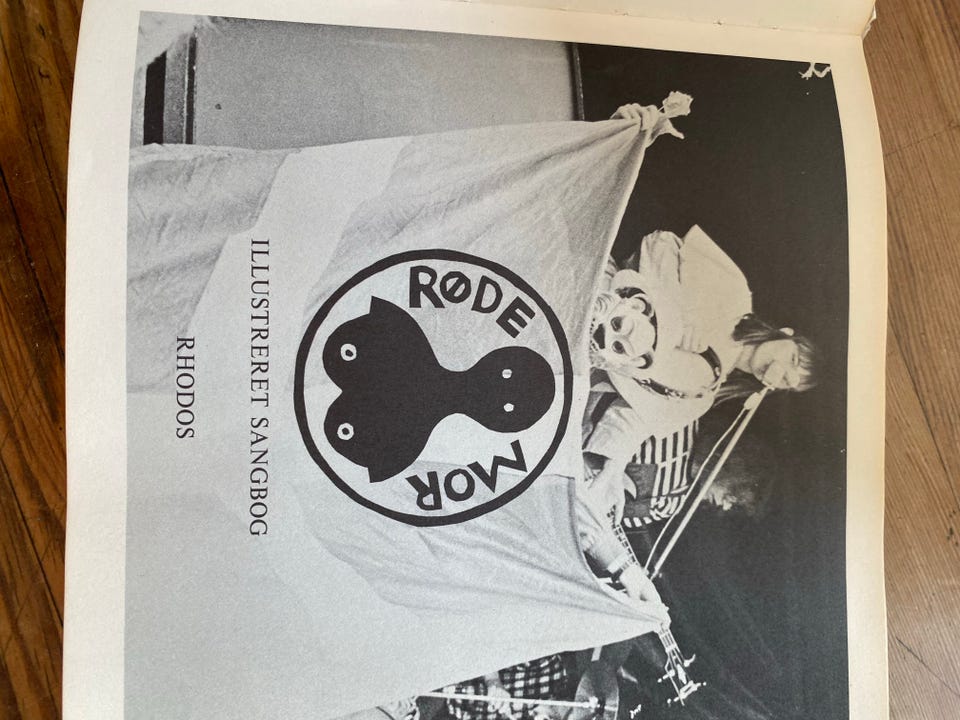 RØDE
MOR
ILLUSTRERET SANGBOG
RHODOS